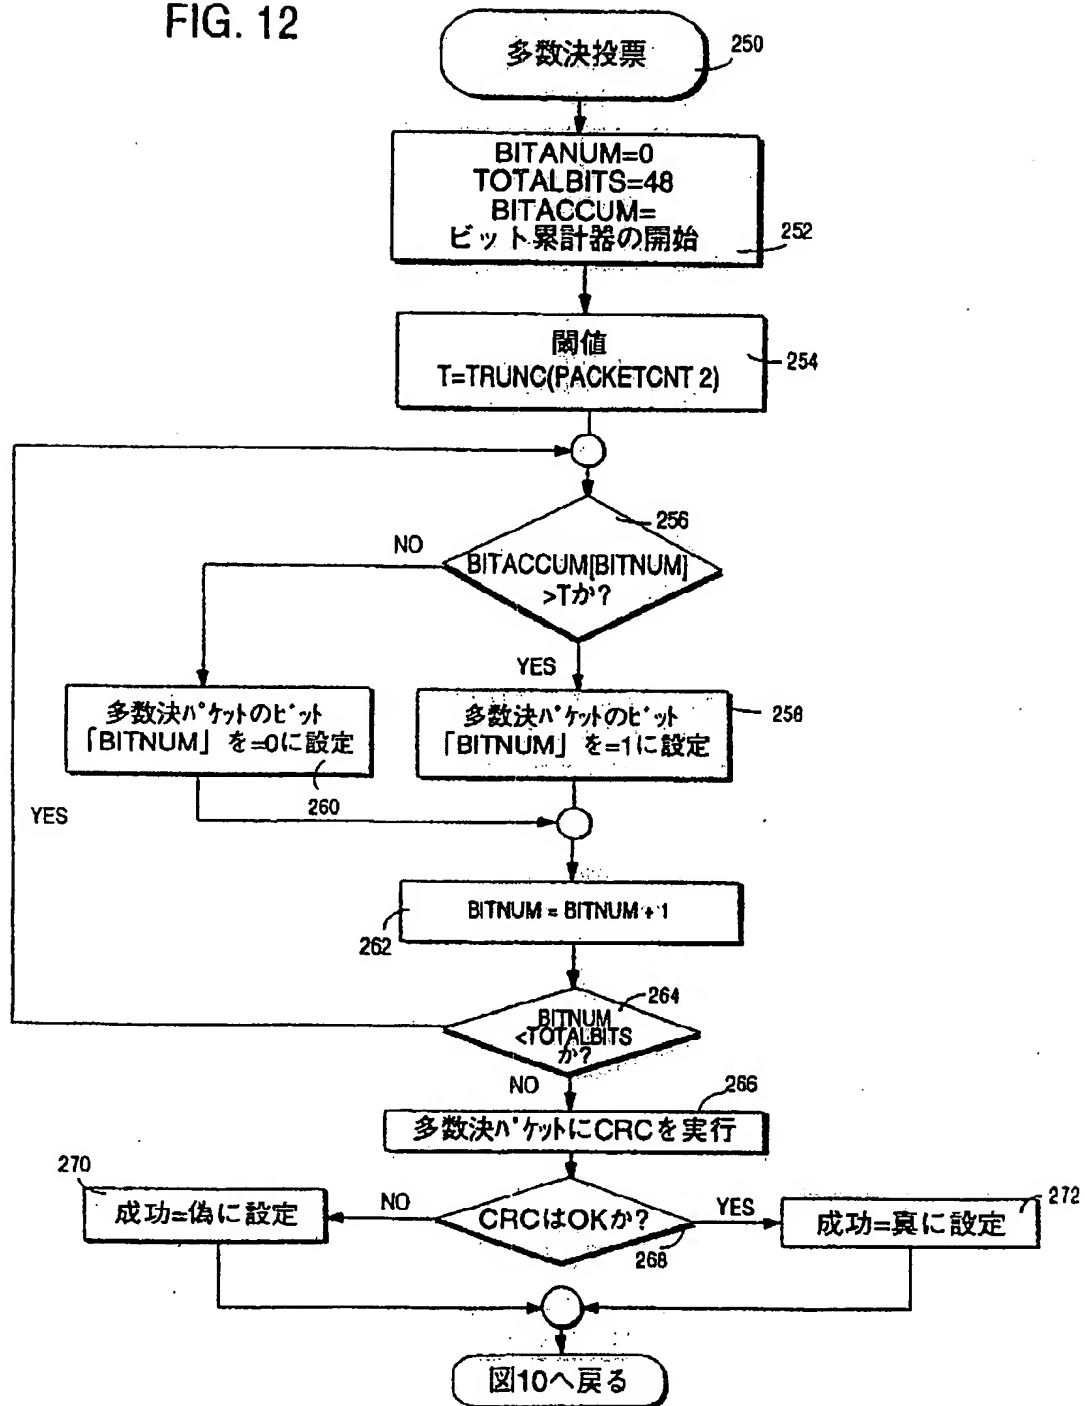 FIG. 12
多数決投票
250
BITANUM=0
TOTALBITS=48
BITACCUM=
ビット累計器の開始
252
閾値
T=TRUNC(PACKETCNT 2)
254
256
BITACCUM[BITNUM]
>Tか?
NO
YES
多数決パケットのビット
「BITNUM」を=0に設定
260
多数決パケットのビット
「BITNUM」を=1に設定
258
YES
BITNUM = BITNUM + 1
262
264
BITNUM
<TOTALBITS
か?
NO
266
多数決パケットにCRCを実行
270
成功=偽に設定
NO
CRCはOKか?
268
YES
成功=真に設定
272
図10へ戻る